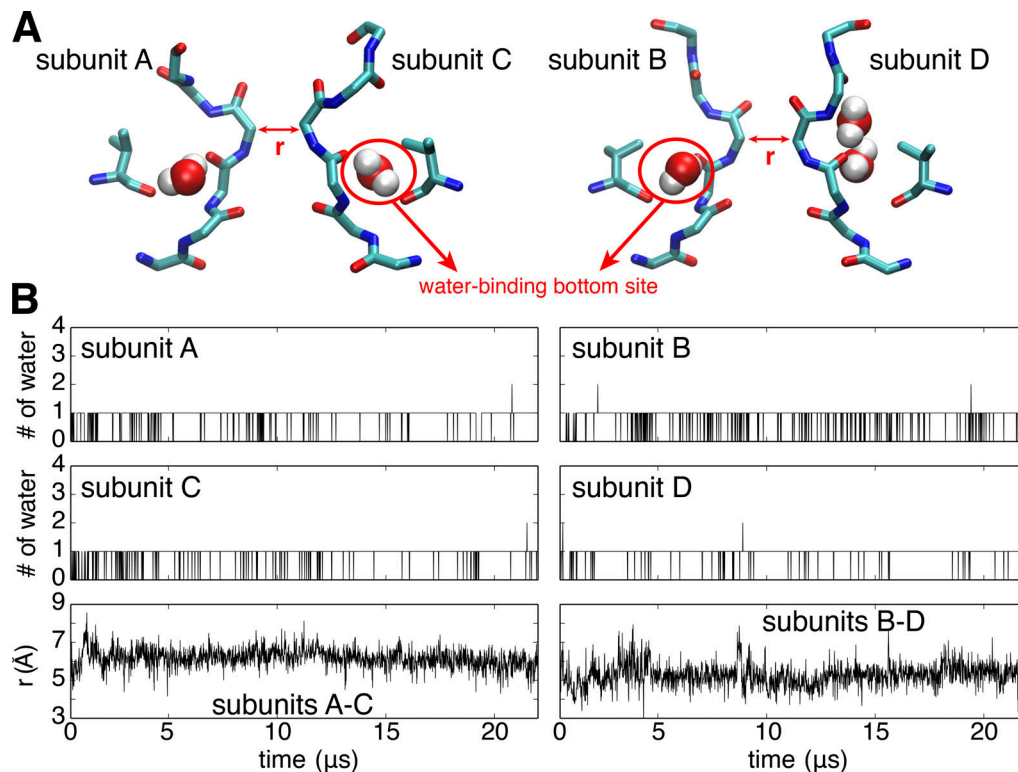 A
subunit A
subunit C
subunit B
subunit D
r
r
water-binding bottom site
B
# of water
4
3
2
1
0
subunit A
subunit B
# of water
4
3
2
1
0
subunit C
subunit D
r (Å)
9
7
5
3
subunits A-C
subunits B-D
5 10 15 20
5 10 15 20
time (μs)
time (μs)